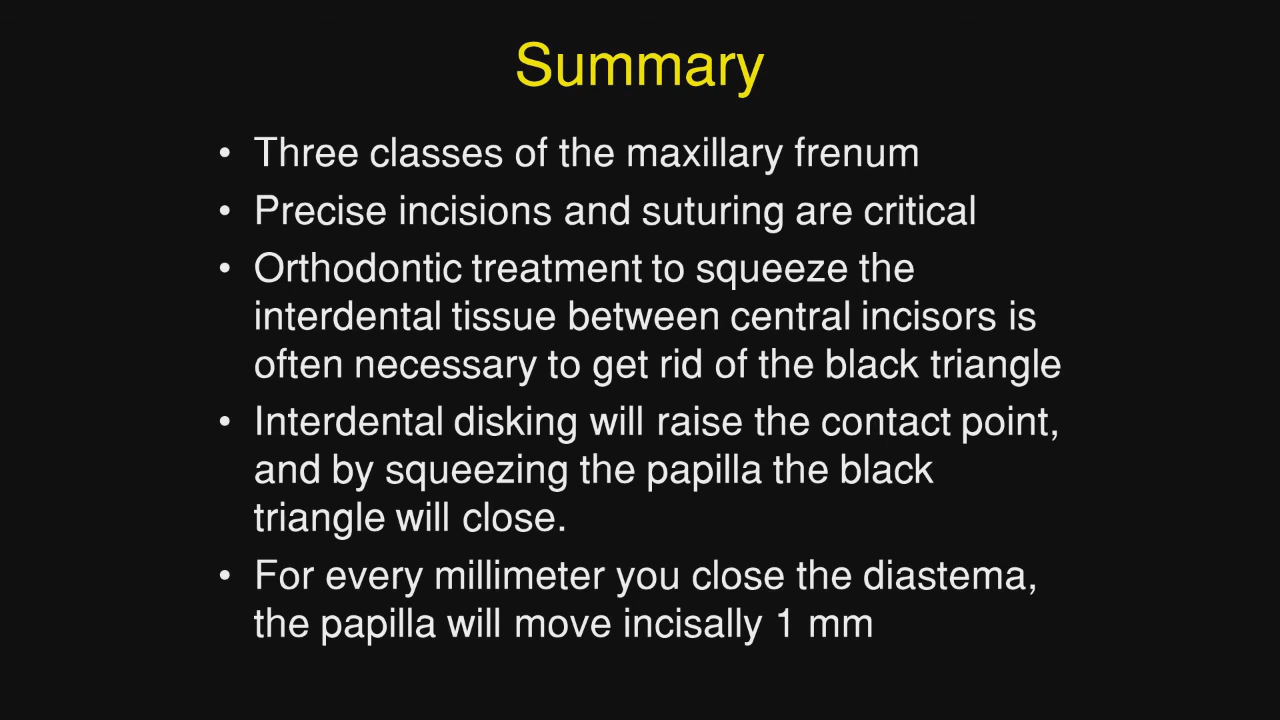 Summary
• Three classes of the maxillary frenum
• Precise incisions and suturing are critical
• Orthodontic treatment to squeeze the
interdental tissue between central incisors is
often necessary to get rid of the black triangle
• Interdental disking will raise the contact point,
and by squeezing the papilla the black
triangle will close.
• For every millimeter you close the diastema,
the papilla will move incisally 1 mm